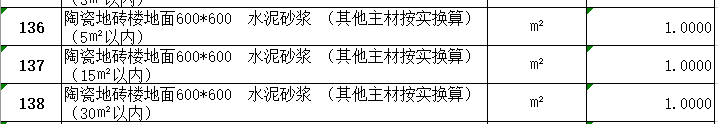 （3㎡以内）
136 陶瓷地砖楼地面600*600　水泥砂浆 （其他主材按实换算） ㎡ 1.0000
（5㎡以内）
137 陶瓷地砖楼地面600*600　水泥砂浆 （其他主材按实换算） ㎡ 1.0000
（15㎡以内）
138 陶瓷地砖楼地面600*600　水泥砂浆 （其他主材按实换算） ㎡ 1.0000
（30㎡以内）